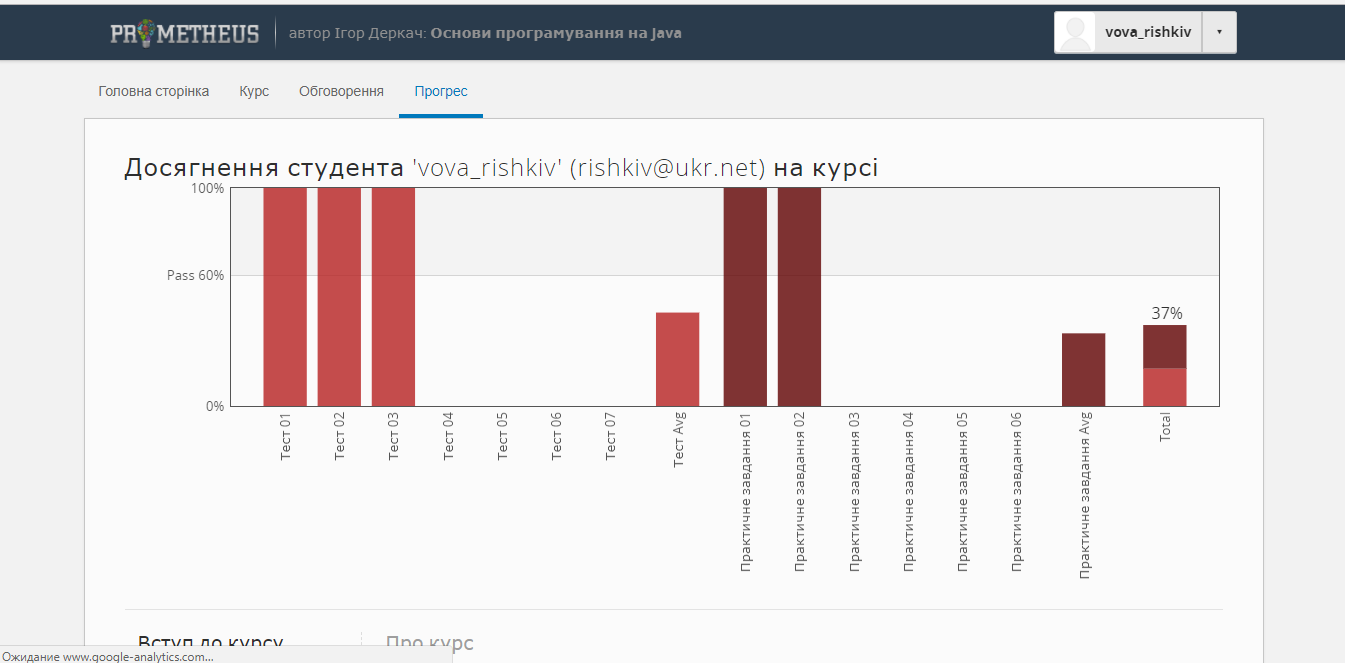 PROMETHEUS
автор Ігор Деркач: Основи програмування на Java
vova_rishkiv
Головна сторінка
Курс
Обговорення
Прогрес
Досягнення студента 'vova_rishkiv' (rishkiv@ukr.net) на курсі
100%
Pass 60%
0%
37%
Тест 01
Тест 02
Тест 03
Тест 04
Тест 05
Тест 06
Тест 07
Тест Avg
Практичне завдання 01
Практичне завдання 02
Практичне завдання 03
Практичне завдання 04
Практичне завдання 05
Практичне завдання 06
Практичне завдання Avg
Total
Вступ до курсу
Про курс
Ожидание www.google-analytics.com...